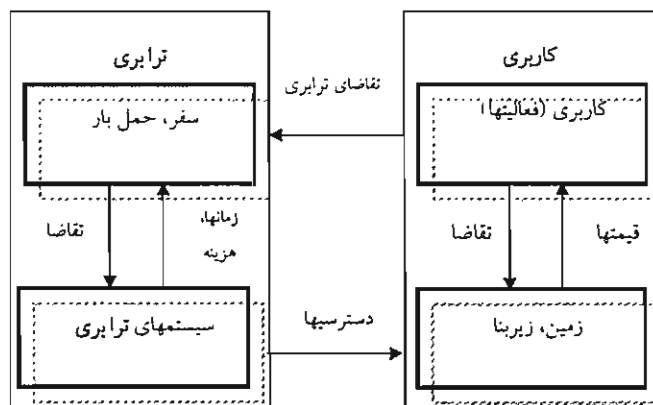 کاربری
ترابری
تقاضای ترابری
کاربری (فعالیتها)
سفر، حمل بار
تقاضا
قیمتها
تقاضا
زمانها،
هزینه
دسترسیها
زمین، زیربنا
سیستمهای ترابری